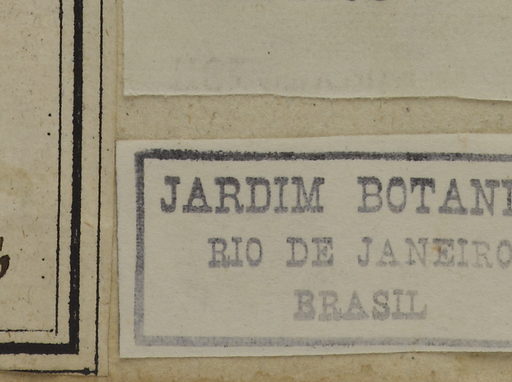 JARDIM BOTANI
RIO DE JANEIRO
BRASIL